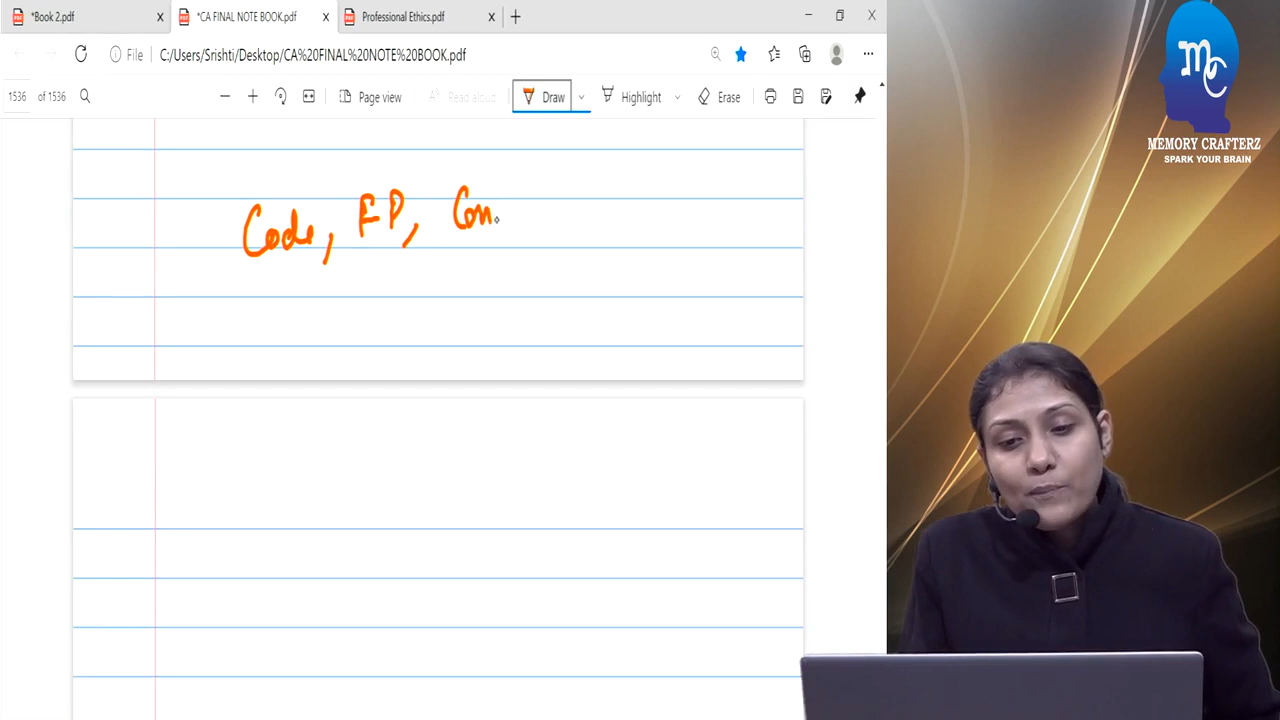 *Book 2.pdf
*CA FINAL NOTE BOOK.pdf
Professional Ethics.pdf
File
C:/Users/Srishti/Desktop/CA%20FINAL%20NOTE%20BOOK.pdf
1536 of 1536
Page view
Read aloud
Draw
Highlight
Erase
Code, FP, Con
MC
MEMORY CRAFTERZ
SPARK YOUR BRAIN